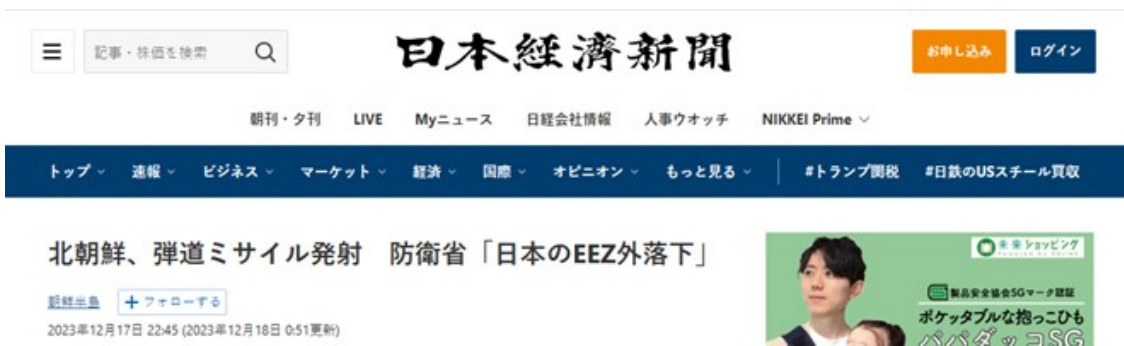 記事・株価を検索
日本経済新聞
お申し込み
ログイン
朝刊・夕刊 LIVE Myニュース 日経会社情報 人事ウオッチ NIKKEI Prime
トップ 速報 ビジネス マーケット 経済 国際 オピニオン もっと見る #トランプ関税 #日鉄のUSスチール買収
北朝鮮、弾道ミサイル発射 防衛省「日本のEEZ外落下」
朝鮮半島 +フォローする
2023年12月17日 22:45 (2023年12月18日 0:51更新)
未来ショッピング
製品安全協会SGマーク認証
ポケッタブルな抱っこひも
パパダッコSG